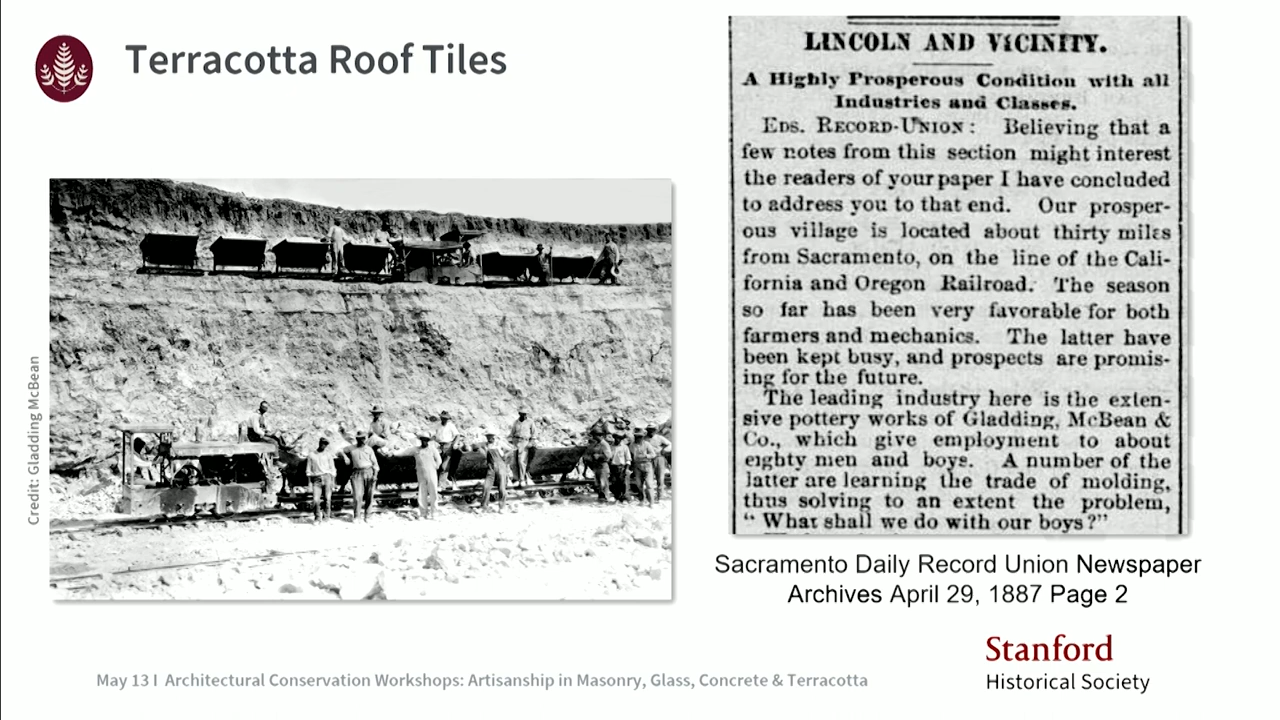 Terracotta Roof Tiles
Credit: Gladding McBean
LINCOLN AND VICINITY.
A Highly Prosperous Condition with all
Industries and Classes.
EDS. RECORD-UNION: Believing that a
few notes from this section might interest
the readers of your paper I have concluded
to address you to that end. Our prosper-
ous village is located about thirty miles
from Sacramento, on the line of the Cali-
fornia and Oregon Railroad. The season
so far has been very favorable for both
farmers and mechanics. The latter have
been kept busy, and prospects are promis-
ing for the future.
The leading industry here is the exten-
sive pottery works of Gladding, McBean &
Co., which give employment to about
eighty men and boys. A number of the
latter are learning the trade of molding,
thus solving to an extent the problem,
“ What shall we do with our boys?”
Sacramento Daily Record Union Newspaper
Archives April 29, 1887 Page 2
May 13 I Architectural Conservation Workshops: Artisanship in Masonry, Glass, Concrete & Terracotta
Stanford
Historical Society